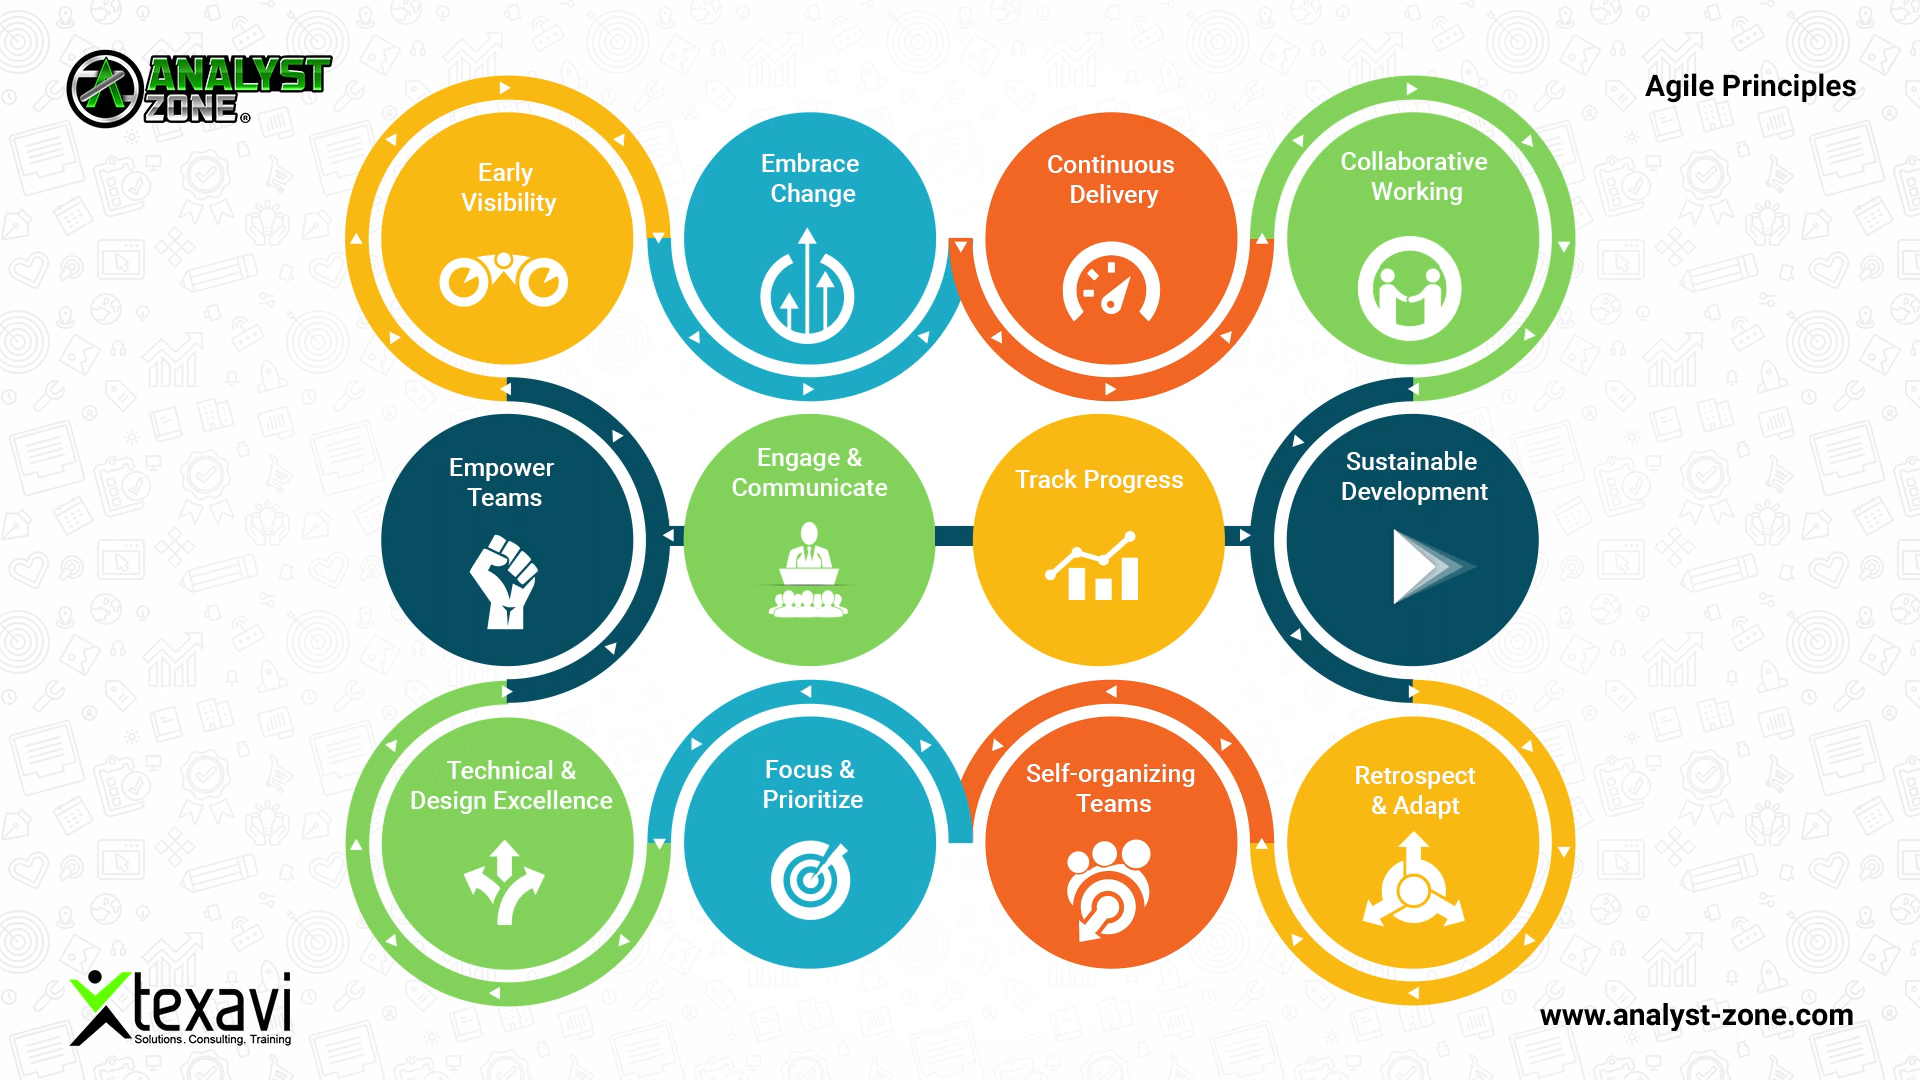 ANALYST
ZONE®
Agile Principles
Early
Visibility
Embrace
Change
Continuous
Delivery
Collaborative
Working
Empower
Teams
Engage &
Communicate
Track Progress
Sustainable
Development
Technical &
Design Excellence
Focus &
Prioritize
Self-organizing
Teams
Retrospect
& Adapt
texavi
Solutions. Consulting. Training
www.analyst-zone.com